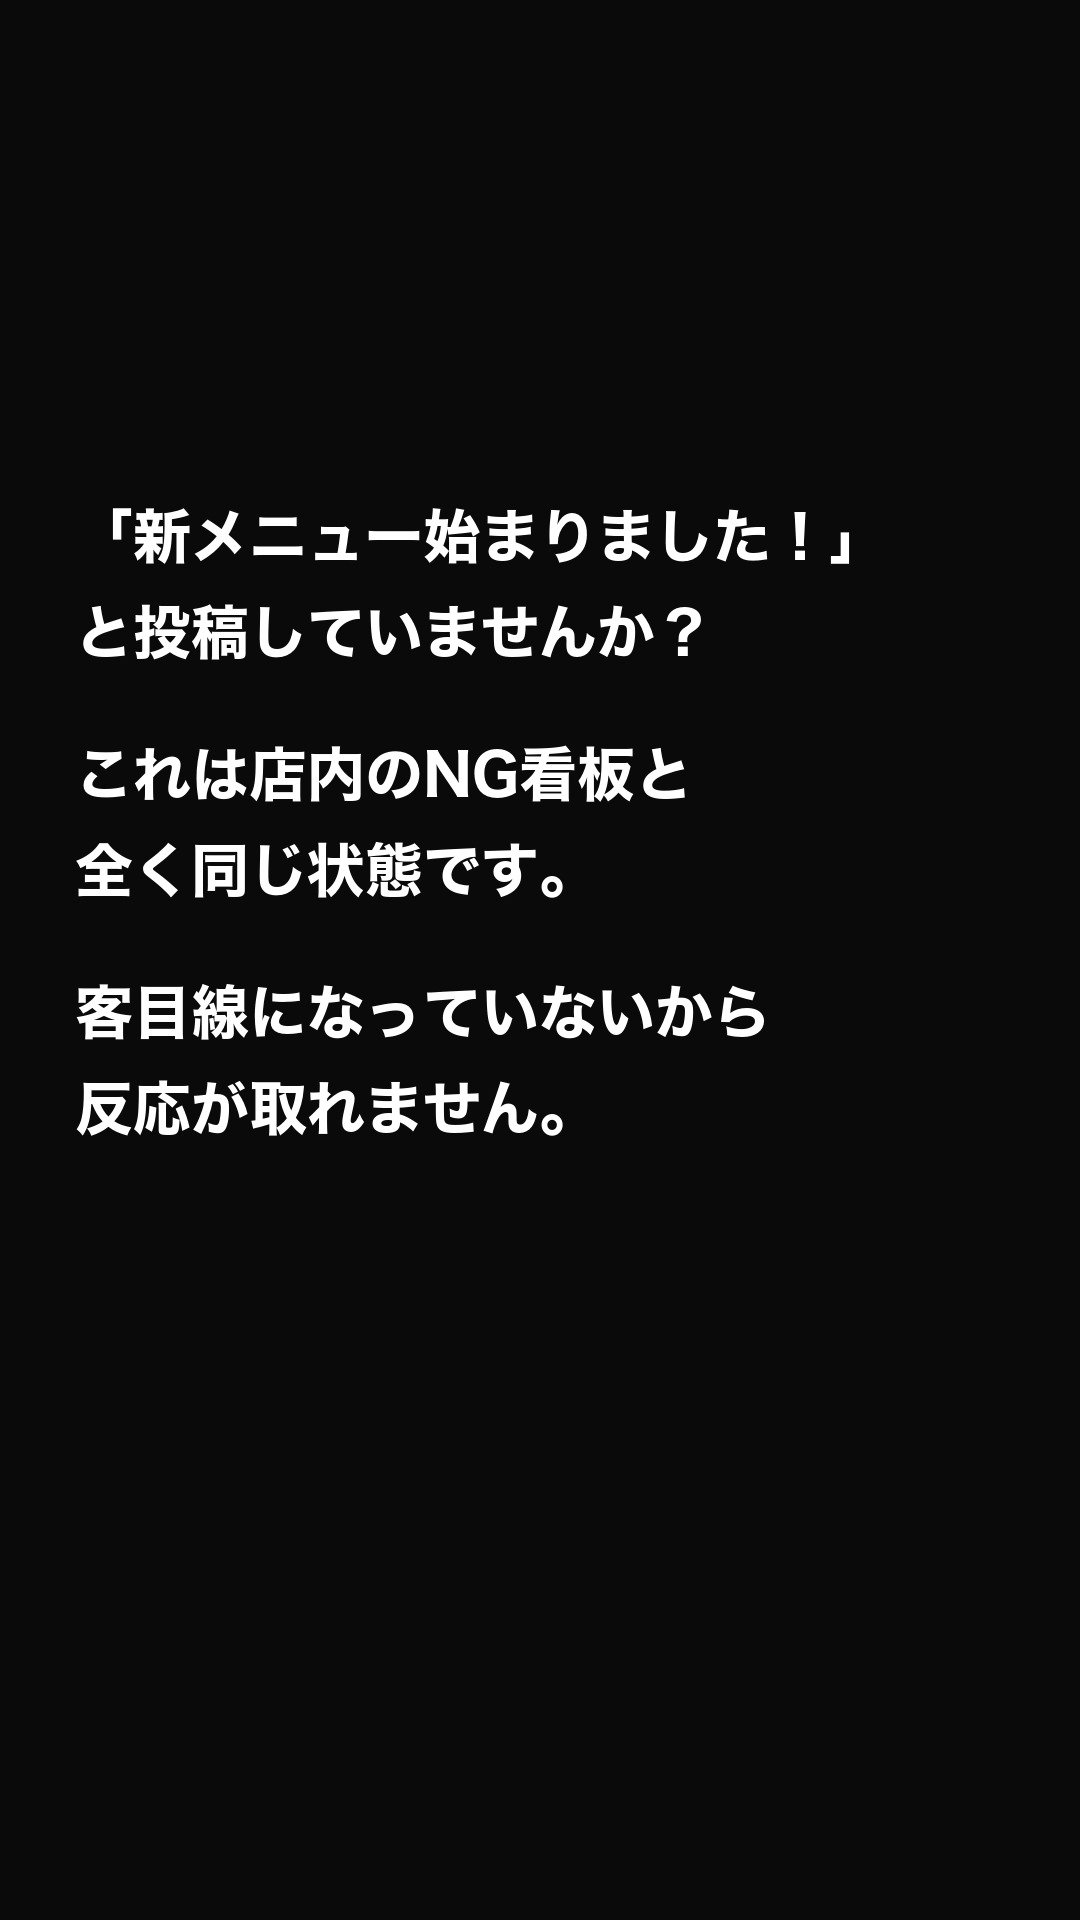 「新メニュー始まりました！」
と投稿していませんか？
これは店内のNG看板と
全く同じ状態です。
客目線になっていないから
反応が取れません。